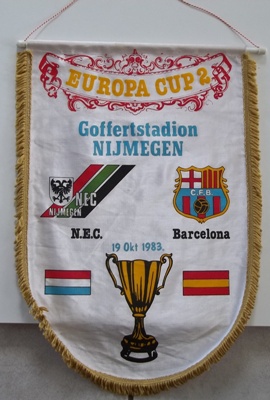 EUROPA CUP 2
Goffertstadion
NIJMEGEN
NEC
NIJMEGEN
C.F.B.
N.E.C.
Barcelona
19 Okt 1983.